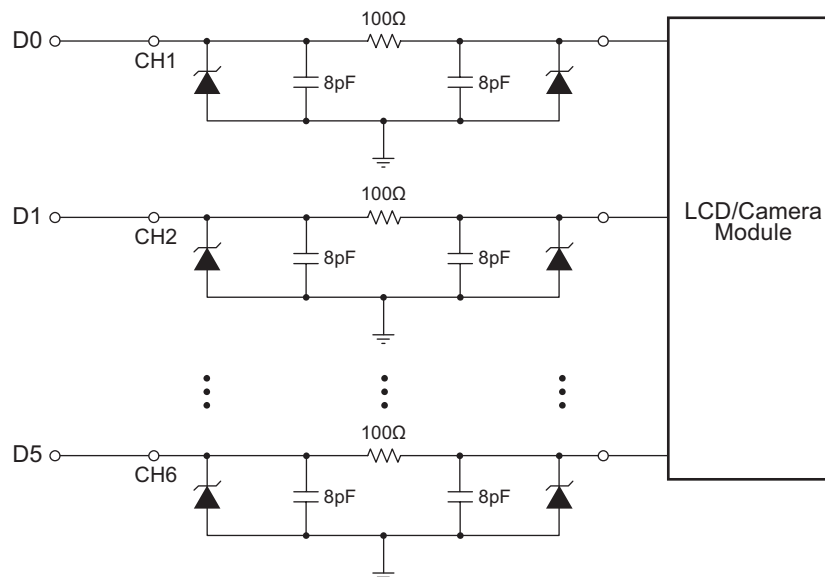 100Ω
D0
CH1
8pF
8pF
100Ω
D1
CH2
8pF
8pF
LCD/Camera
Module
100Ω
D5
CH6
8pF
8pF